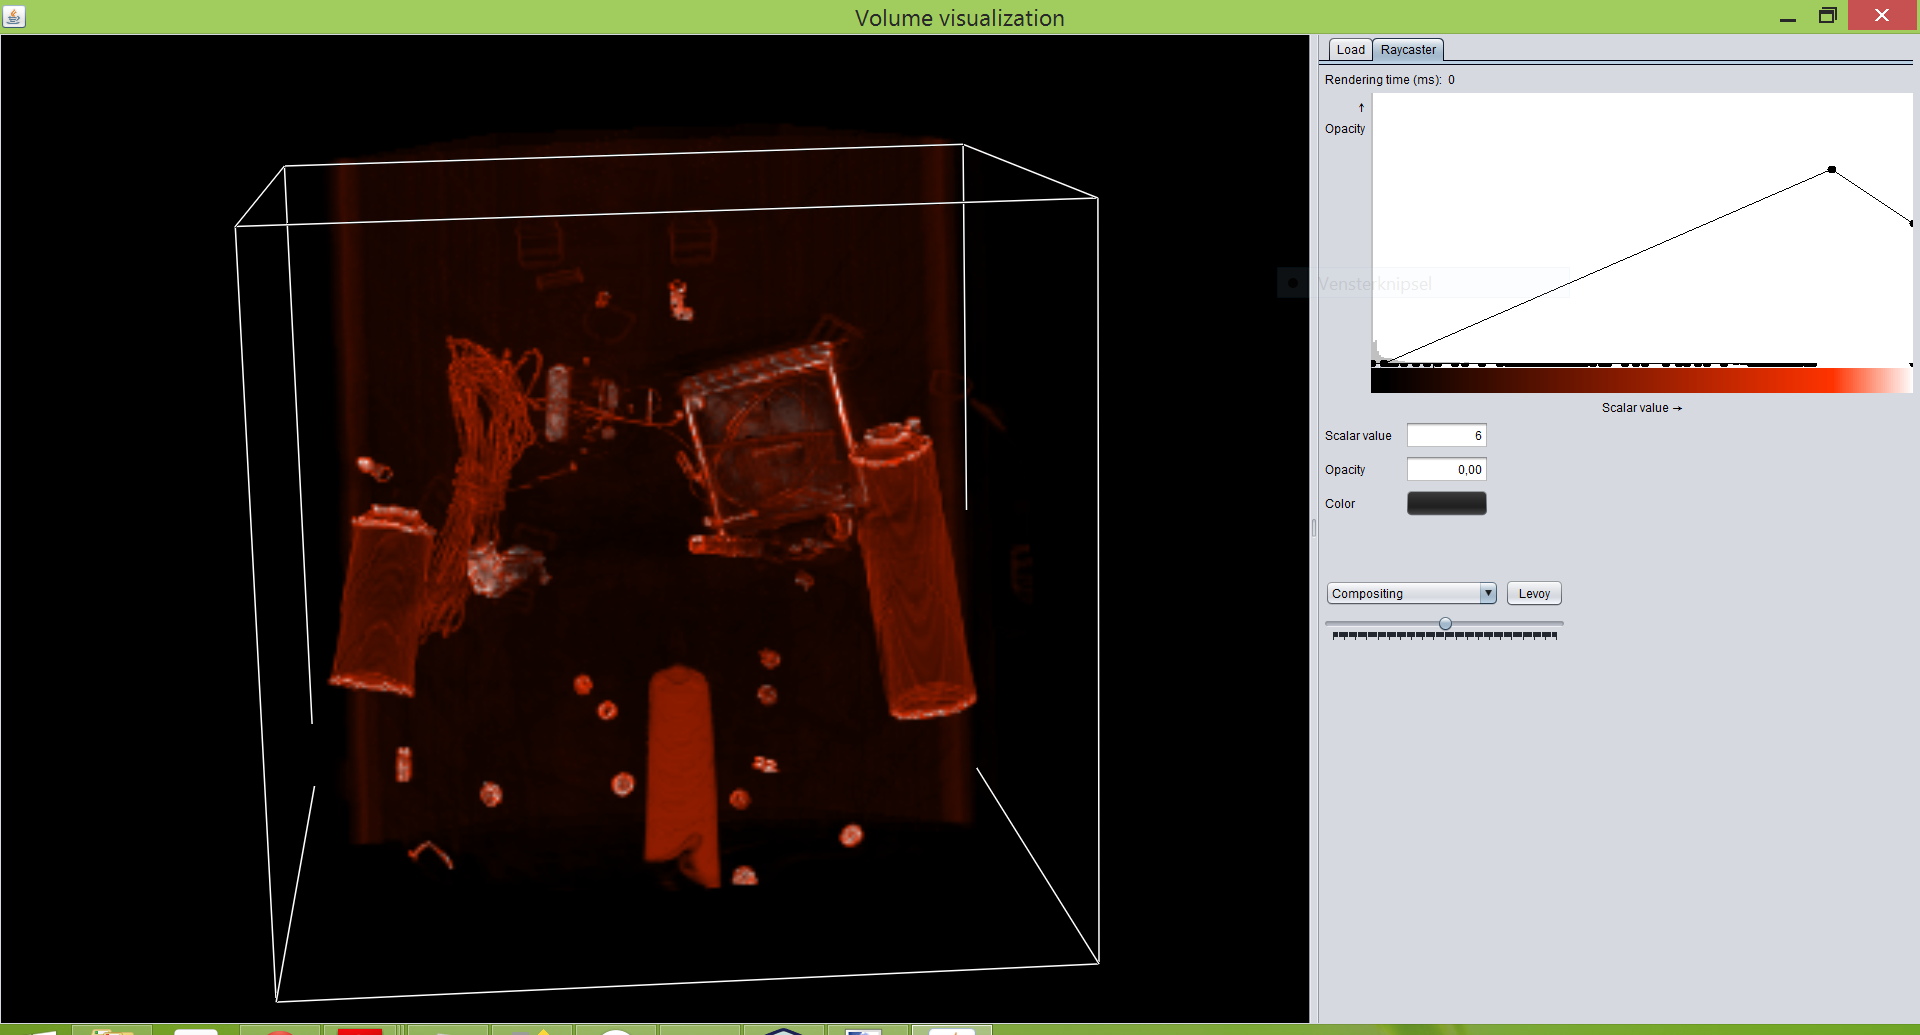 Volume visualization
Load
Raycaster
Rendering time (ms): 0
↑
Opacity
Vensterknipsel
Scalar value →
Scalar value 6
Opacity 0,00
Color
Compositing
Levoy